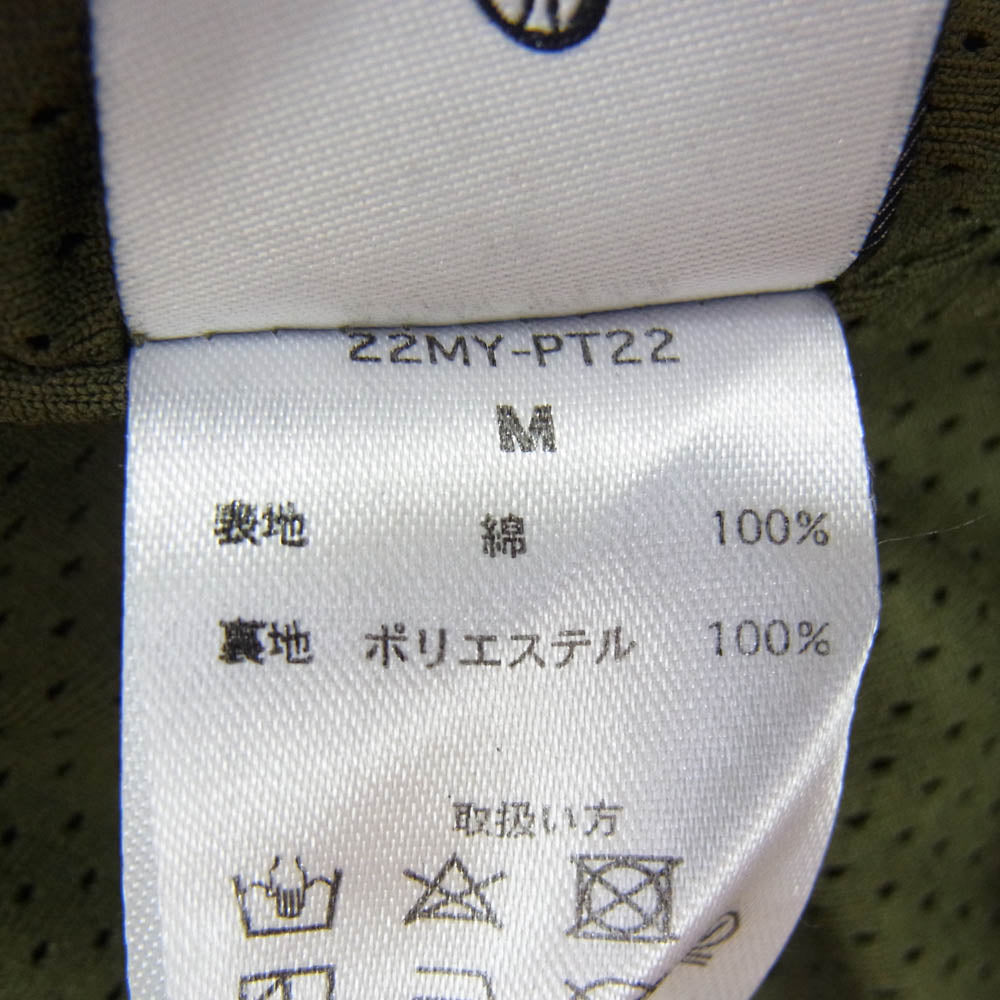 22MY-PT22
M
表地 綿 100%
裏地 ポリエステル 100%
取扱い方